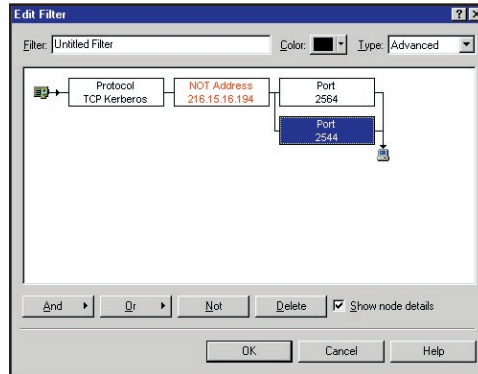 Edit Filter
Filter: Untitled Filter Color: Type: Advanced
Protocol
TCP Kerberos
NOT Address
216.15.16.194
Port
2564
Port
2544
And Or Not Delete Show node details
OK Cancel Help